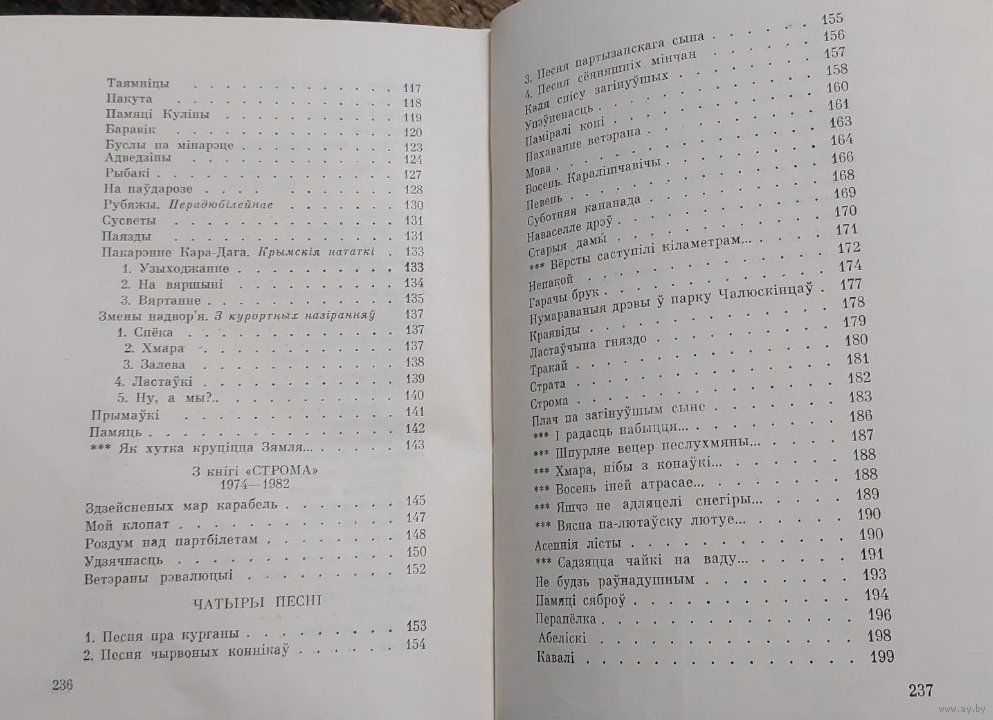 Таямніцы . . . . . . . . . . 117
Пакута . . . . . . . . . . 118
Памяці Куліны . . . . . . . . 119
Баравік . . . . . . . . . . 120
Буслы на мінарэце . . . . . . . 123
Адведзіны . . . . . . . . . . 124
Рыбакі . . . . . . . . . . 127
На паўдарозе . . . . . . . . 128
Рубяжы. Перадюбілейнае . . . . . 130
Сусветы . . . . . . . . . . 131
Паязды . . . . . . . . . . 131
Пакарэнне Кара-Дага. Крымскія нататкі . 133
1. Узыходжанне . . . . . . . 133
2. На вяршыні . . . . . . . 134
3. Вяртанне . . . . . . . . 135
Змены надвор'я. З курортных назіранняў 137
1. Спёка . . . . . . . . . 137
2. Хмара . . . . . . . . . 137
3. Залева . . . . . . . . . 138
4. Ластаўкі . . . . . . . . 139
5. Ну, а мы?.. . . . . . . . 140
Прымаўкі . . . . . . . . . . 141
Памяць . . . . . . . . . . . 142
*** Як хутка круціцца Зямля... . . . . 143
З кнігі «СТРОМА»
1974—1982
Здзейсненых мар карабель . . . . . 145
Мой клопат . . . . . . . . . 147
Роздум над партбілетам . . . . . . 148
Удзячнасць . . . . . . . . . 150
Ветэраны рэвалюцыі . . . . . . . 152
ЧАТЫРЫ ПЕСНІ
1. Песня пра курганы . . . . . . . 153
2. Песня чырвоных коннікаў . . . . . 154
236
3. Песня партызанскага сына . . . . . 155
4. Песня сённяшніх мінчан . . . . . 156
Каля спісу загінуўшых . . . . . . 157
Упэўненасць . . . . . . . . . 158
Паміралі коні . . . . . . . . . 160
Пахаванне ветэрана . . . . . . . 161
Мова . . . . . . . . . . . 163
Восень. Каралішчавічы . . . . . . 164
Певень . . . . . . . . . . 166
Суботняя кананада . . . . . . . 168
Наваселле дрэў . . . . . . . . 169
Старыя дамы . . . . . . . . . 170
*** Вёрсты саступілі кіламетрам... . . . . 171
Непакой . . . . . . . . . . 172
Гарачы брук . . . . . . . . . 174
Нумараваныя дрэвы ў парку Чалюскінцаў . 177
Краявіды . . . . . . . . . . 178
Ластаўчына гняздо . . . . . . . 179
Тракай . . . . . . . . . . 180
Страта . . . . . . . . . . 181
Строма . . . . . . . . . . 182
Плач па загінуўшым сыне . . . . . 183
*** І радасць набыцця... . . . . . . 186
*** Шпурляе вецер неслухмяны... . . . . 187
*** Хмара, нібы з конаўкі... . . . . . 188
*** Восень іней атрасае... . . . . . . 188
*** Яшчэ не адляцелі снегіры... . . . . 189
*** Вясна па-лютаўску лютуе... . . . . 190
Асеннія лісты . . . . . . . . . 190
*** Садзяцца чайкі на ваду... . . . . . 191
Не будзь раўнадушным . . . . . . 193
Памяці сяброў . . . . . . . . . 194
Перапёлка . . . . . . . . . . 196
Абеліскі . . . . . . . . . . 198
Кавалі . . . . . . . . . . . 199
237
www.ay.by